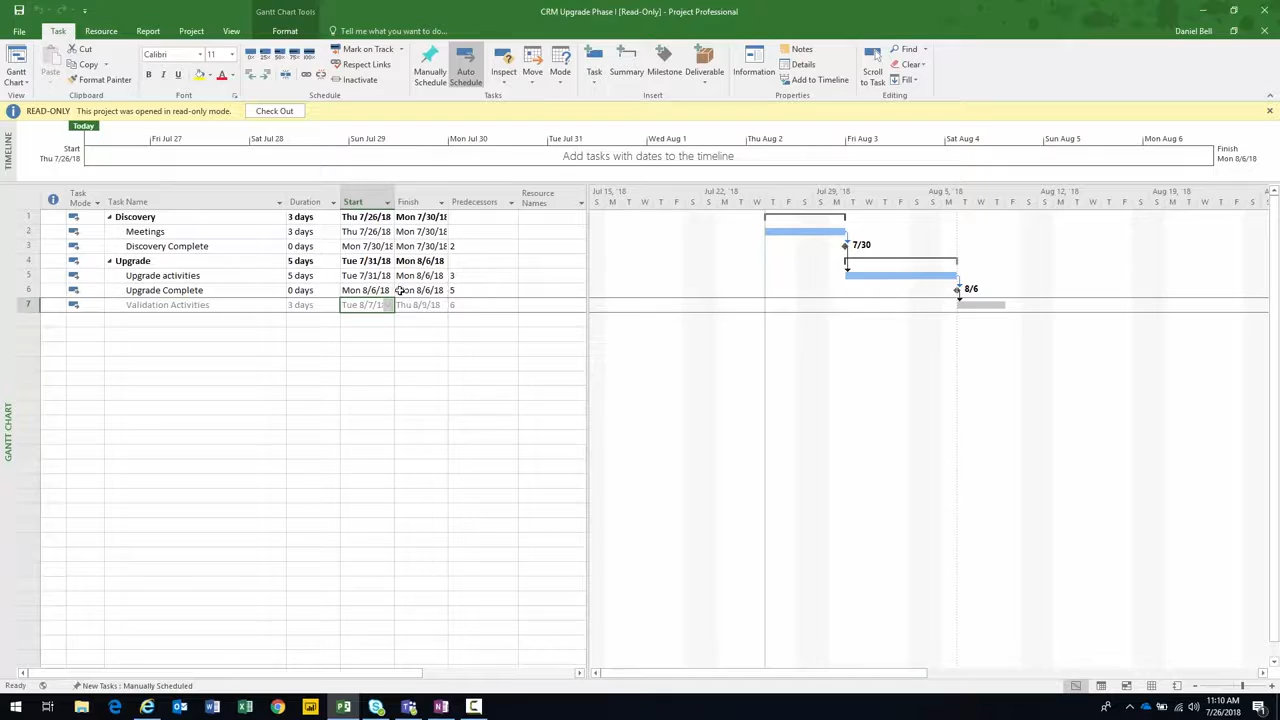 Gantt Chart Tools
CRM Upgrade Phase I [Read-Only] - Project Professional
File Task Resource Report Project View Format Tell me what you want to do... Daniel Bell
Gantt Chart
View
Paste
Cut
Copy
Format Painter
Clipboard
Calibri 11
B I U
Font
Mark on Track
Respect Links
Inactivate
Schedule
Manually Schedule
Auto Schedule
Inspect
Move
Mode
Tasks
Task
Summary
Milestone
Deliverable
Insert
Information
Notes
Details
Add to Timeline
Properties
Scroll to Task
Find
Clear
Fill
Editing
READ-ONLY This project was opened in read-only mode. Check Out
TIMELINE
Today
Fri Jul 27 Sat Jul 28 Sun Jul 29 Mon Jul 30 Tue Jul 31 Wed Aug 1 Thu Aug 2 Fri Aug 3 Sat Aug 4 Sun Aug 5 Mon Aug 6
Start
Thu 7/26/18
Add tasks with dates to the timeline
Finish
Mon 8/6/18
GANTT CHART
Task Mode Task Name Duration Start Finish Predecessors Resource Names
Jul 15, '18 Jul 22, '18 Jul 29, '18 Aug 5, '18 Aug 12, '18 Aug 19, '18
S M T W T F S S M T W T F S S M T W T F S S M T W T F S S M T W T F S S M T W T F S
1 Discovery 3 days Thu 7/26/18 Mon 7/30/18
2 Meetings 3 days Thu 7/26/18 Mon 7/30/18
3 Discovery Complete 0 days Mon 7/30/18 Mon 7/30/18 2 7/30
4 Upgrade 5 days Tue 7/31/18 Mon 8/6/18
5 Upgrade activities 5 days Tue 7/31/18 Mon 8/6/18 3
6 Upgrade Complete 0 days Mon 8/6/18 Mon 8/6/18 5 8/6
7 Validation Activities 3 days Tue 8/7/18 Thu 8/9/18 6
Ready New Tasks : Manually Scheduled
11:10 AM
7/26/2018